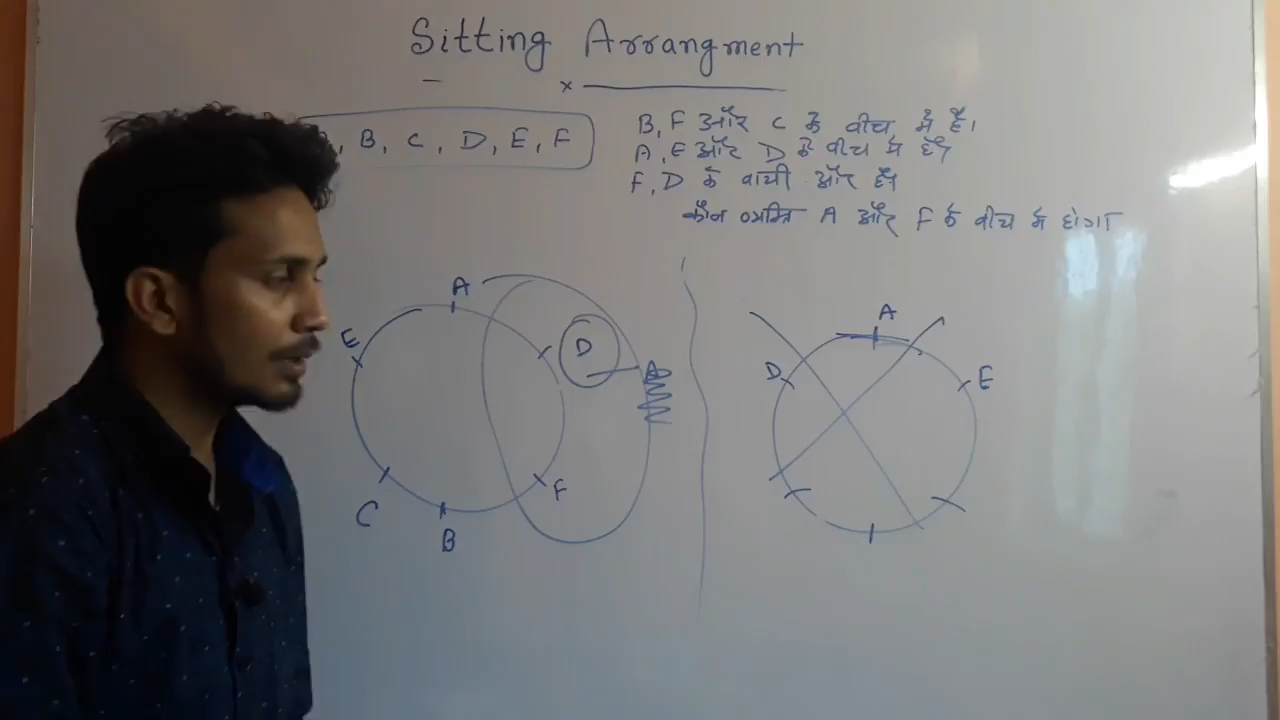 Sitting Arrangment
, B, C, D, E, F
B, F और C के बीच में है।
A, E और D के बीच में है।
F, D के बायी ओर है।
कौन व्यक्ति A और F के बीच में होगा
A
E
D
F
B
C
A
D
E